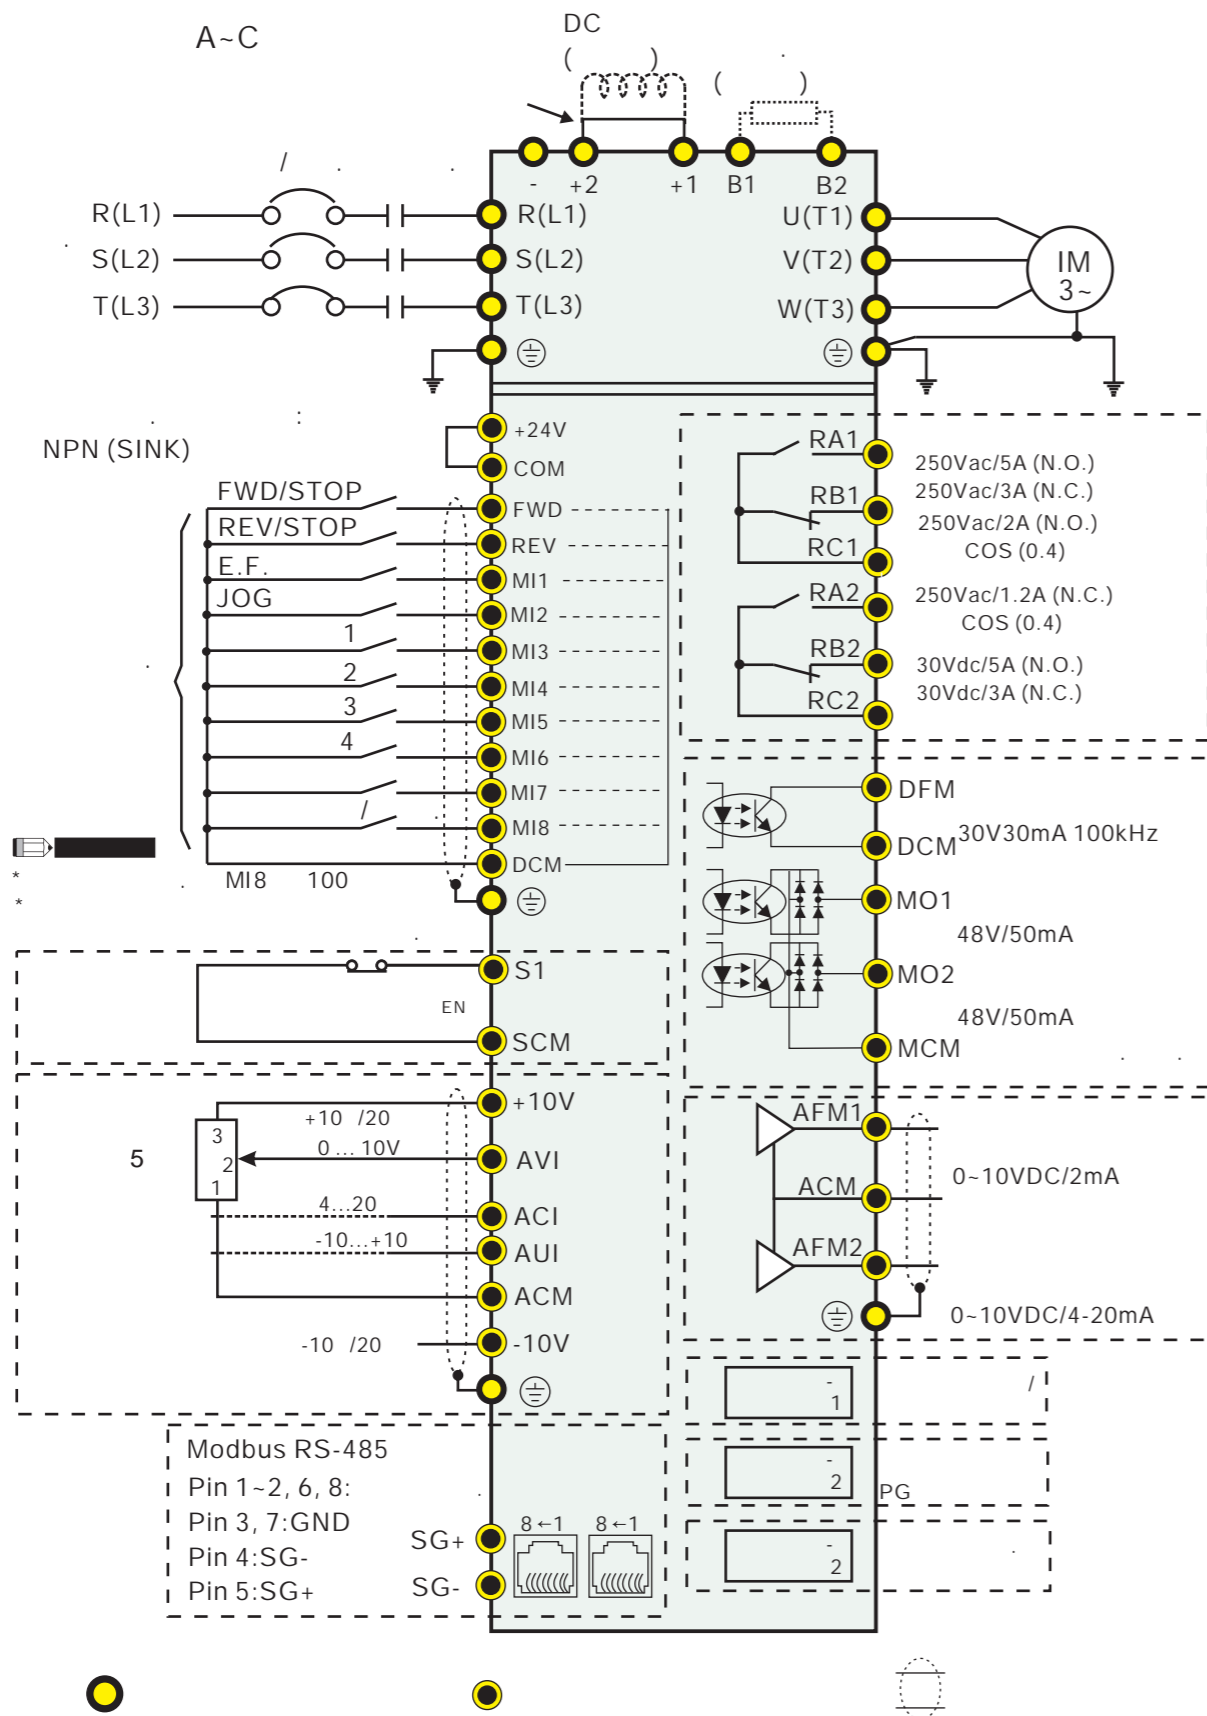 A~C
DC
( )
( )
/ . .
- +2 +1 B1 B2
R(L1) R(L1) U(T1)
S(L2) S(L2) V(T2) IM
3~
T(L3) T(L3) W(T3)
NPN (SINK)
+24V
COM
FWD/STOP FWD
REV/STOP REV
E.F. MI1
JOG MI2
1 MI3
2 MI4
3 MI5
4 MI6
MI7
/ MI8
DCM
*
MI8 100
*
RA1
250Vac/5A (N.O.)
250Vac/3A (N.C.)
RB1
250Vac/2A (N.O.)
COS (0.4)
RC1
RA2
250Vac/1.2A (N.C.)
COS (0.4)
RB2
30Vdc/5A (N.O.)
30Vdc/3A (N.C.)
RC2
DFM
30V30mA 100kHz
DCM
MO1
48V/50mA
MO2
48V/50mA
MCM
S1
EN
SCM
+10V
+10 /20
3
0 ... 10V
5 2 AVI
1
4...20 ACI
-10...+10 AUI
ACM
-10 /20 -10V
AFM1
0~10VDC/2mA
ACM
AFM2
0~10VDC/4-20mA
-
1
/
-
2
PG
-
2
Modbus RS-485
Pin 1~2, 6, 8:
Pin 3, 7:GND
Pin 4:SG-
Pin 5:SG+
SG+ 8←1 8←1
SG-